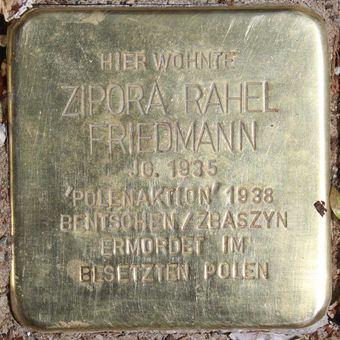 HIER WOHNTE
ZIPORA RAHEL
FRIEDMANN
JG. 1935
'POLENAKTION' 1938
BENTSCHEN / ZBASZYN
ERMORDET IM
BESETZTEN POLEN